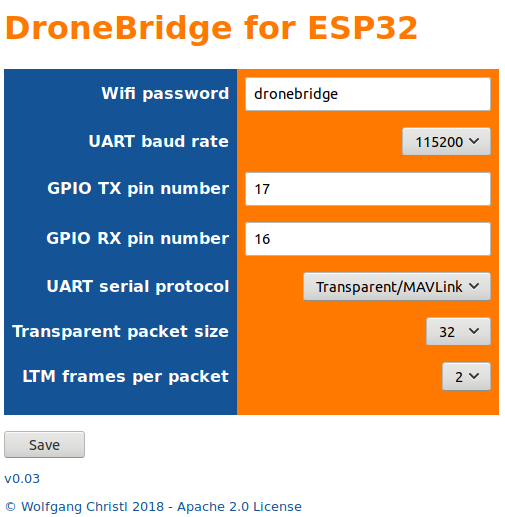 DroneBridge for ESP32
Wifi password dronebridge
UART baud rate 115200
GPIO TX pin number 17
GPIO RX pin number 16
UART serial protocol Transparent/MAVLink
Transparent packet size 32
LTM frames per packet 2
Save
v0.03
© Wolfgang Christl 2018 - Apache 2.0 License